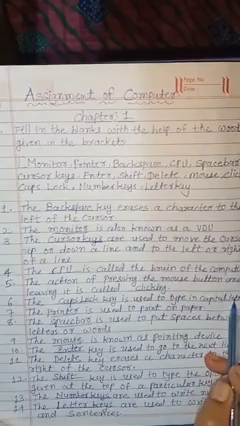 Page No
Date
Assignment of Computer
Chapter: 1
Fill in the blanks with the help of the words
given in the brackets
Monitor, Printer, Backspace, CPU, Spacebar
Cursor keys, Enter, Shift, Delete, mouse, clic
Caps Lock, Number keys, Letter key
1. The Backspace key erases a character to the
left of the cursor
2. The monitor is also known as a VDU
3 The Cursor keys are used to move the curso
up or down a line and to the left or right
of a line
4 The CPU is called the brain of the comput
5. The action of Pressing the mouse button and
leaving it is called clicking.
6 The Caps Lock key is used to type in capital
7 The Printer is used to print on paper
8. The spacebar is used to put spaces between
letters or words
9 The mouse is known as pointing device
10. The Enter key is used to go to the next
11. The Delete key erases a character
right of the cursor.
12. The Shift key is used to type the
given at the top of a particular key
13. The Number keys are used to write
14 The Letter keys are used to
and sentences.